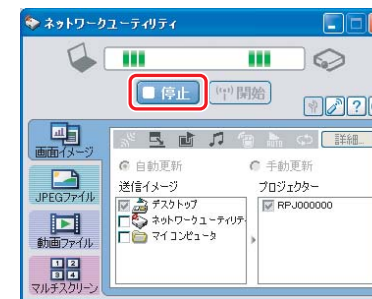 ネットワークユーティリティ
停止
開始
画面イメージ
詳細...
自動更新
手動更新
送信イメージ
プロジェクター
JPEGファイル
デスクトップ
RPJ000000
ネットワークユーティリテ
マイコンピュータ
動画ファイル
マルチスクリーン